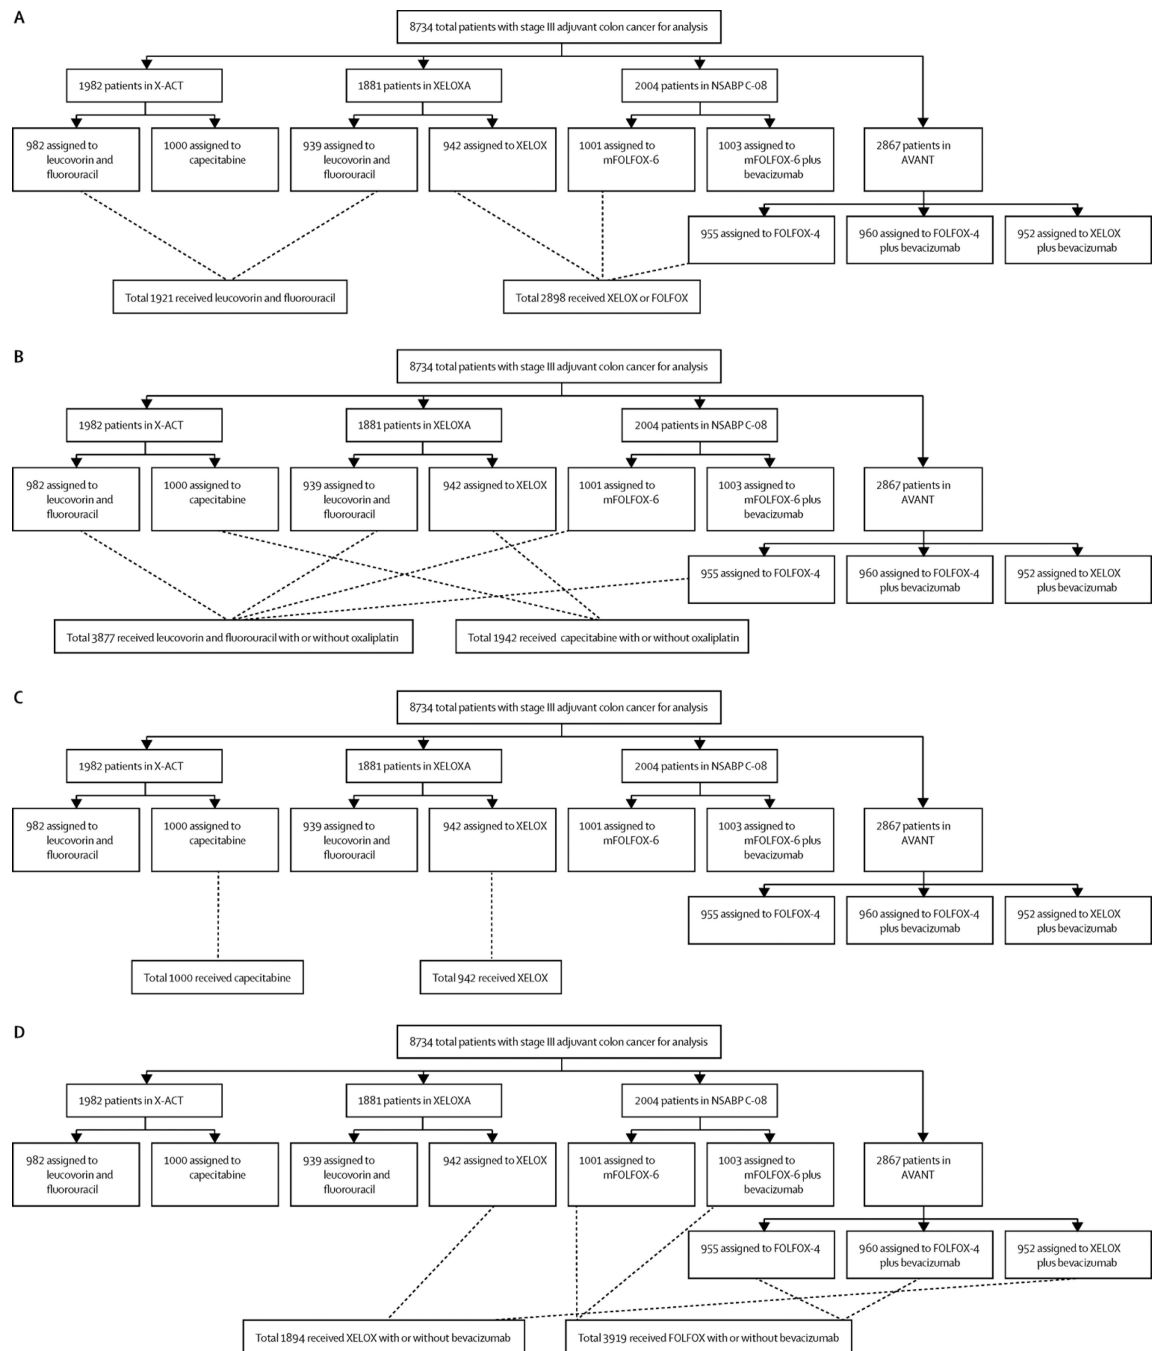 A
8734 total patients with stage III adjuvant colon cancer for analysis
1982 patients in X-ACT
1881 patients in XELOXA
2004 patients in NSABP C-08
982 assigned to
leucovorin and
fluorouracil
1000 assigned to
capecitabine
939 assigned to
leucovorin and
fluorouracil
942 assigned to XELOX
1001 assigned to
mFOLFOX-6
1003 assigned to
mFOLFOX-6 plus
bevacizumab
2867 patients in
AVANT
955 assigned to FOLFOX-4
960 assigned to FOLFOX-4
plus bevacizumab
952 assigned to XELOX
plus bevacizumab
Total 1921 received leucovorin and fluorouracil
Total 2898 received XELOX or FOLFOX
B
8734 total patients with stage III adjuvant colon cancer for analysis
1982 patients in X-ACT
1881 patients in XELOXA
2004 patients in NSABP C-08
982 assigned to
leucovorin and
fluorouracil
1000 assigned to
capecitabine
939 assigned to
leucovorin and
fluorouracil
942 assigned to XELOX
1001 assigned to
mFOLFOX-6
1003 assigned to
mFOLFOX-6 plus
bevacizumab
2867 patients in
AVANT
955 assigned to FOLFOX-4
960 assigned to FOLFOX-4
plus bevacizumab
952 assigned to XELOX
plus bevacizumab
Total 3877 received leucovorin and fluorouracil with or without oxaliplatin
Total 1942 received capecitabine with or without oxaliplatin
C
8734 total patients with stage III adjuvant colon cancer for analysis
1982 patients in X-ACT
1881 patients in XELOXA
2004 patients in NSABP C-08
982 assigned to
leucovorin and
fluorouracil
1000 assigned to
capecitabine
939 assigned to
leucovorin and
fluorouracil
942 assigned to XELOX
1001 assigned to
mFOLFOX-6
1003 assigned to
mFOLFOX-6 plus
bevacizumab
2867 patients in
AVANT
955 assigned to FOLFOX-4
960 assigned to FOLFOX-4
plus bevacizumab
952 assigned to XELOX
plus bevacizumab
Total 1000 received capecitabine
Total 942 received XELOX
D
8734 total patients with stage III adjuvant colon cancer for analysis
1982 patients in X-ACT
1881 patients in XELOXA
2004 patients in NSABP C-08
982 assigned to
leucovorin and
fluorouracil
1000 assigned to
capecitabine
939 assigned to
leucovorin and
fluorouracil
942 assigned to XELOX
1001 assigned to
mFOLFOX-6
1003 assigned to
mFOLFOX-6 plus
bevacizumab
2867 patients in
AVANT
955 assigned to FOLFOX-4
960 assigned to FOLFOX-4
plus bevacizumab
952 assigned to XELOX
plus bevacizumab
Total 1894 received XELOX with or without bevacizumab
Total 3919 received FOLFOX with or without bevacizumab